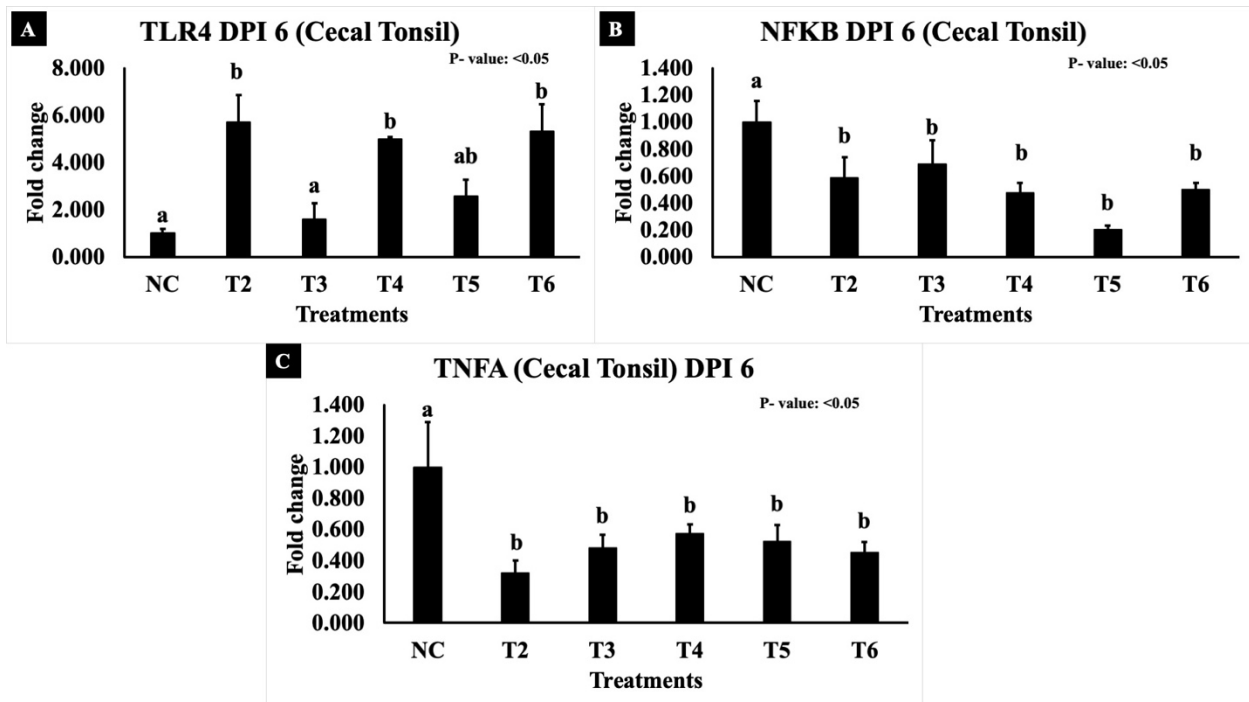 A
TLR4 DPI 6 (Cecal Tonsil)
P- value: <0.05
Fold change
8.000
6.000
4.000
2.000
0.000
a
b
a
b
ab
b
NC T2 T3 T4 T5 T6
Treatments
B
NFKB DPI 6 (Cecal Tonsil)
P- value: <0.05
Fold change
1.400
1.200
1.000
0.800
0.600
0.400
0.200
0.000
a
b
b
b
b
b
NC T2 T3 T4 T5 T6
Treatments
C
TNFA (Cecal Tonsil) DPI 6
P- value: <0.05
Fold change
1.400
1.200
1.000
0.800
0.600
0.400
0.200
0.000
a
b
b
b
b
b
NC T2 T3 T4 T5 T6
Treatments